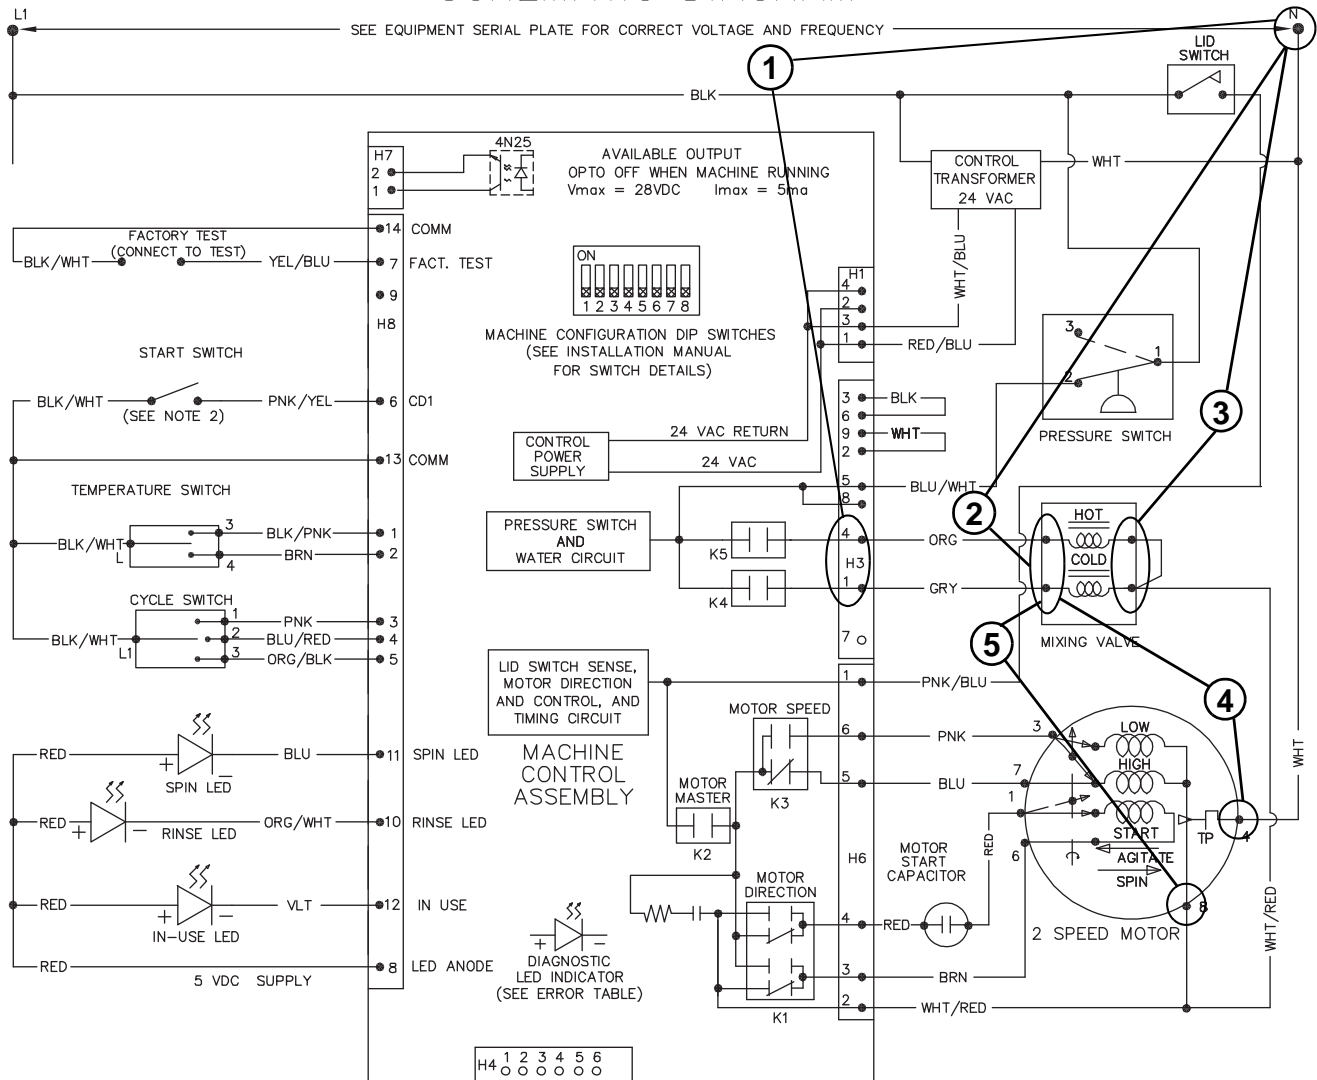 L1
N
SEE EQUIPMENT SERIAL PLATE FOR CORRECT VOLTAGE AND FREQUENCY
LID
SWITCH
1
BLK
4N25
H7
2
1
AVAILABLE OUTPUT
OPTO OFF WHEN MACHINE RUNNING
Vmax = 28VDC Imax = 5ma
CONTROL
TRANSFORMER
24 VAC
WHT
14 COMM
FACTORY TEST
(CONNECT TO TEST)
BLK/WHT
YEL/BLU
7 FACT. TEST
9
H8
ON
1 2 3 4 5 6 7 8
MACHINE CONFIGURATION DIP SWITCHES
(SEE INSTALLATION MANUAL
FOR SWITCH DETAILS)
H1
4
2
3
1
WHT/BLU
RED/BLU
3
1
2
PRESSURE SWITCH
3
START SWITCH
BLK/WHT
PNK/YEL
(SEE NOTE 2)
6 CD1
13 COMM
CONTROL
POWER
SUPPLY
24 VAC RETURN
24 VAC
3
BLK
6
9
WHT
2
5
BLU/WHT
8
TEMPERATURE SWITCH
3
BLK/PNK
1
BLK/WHT
L
BRN
2
4
PRESSURE SWITCH
AND
WATER CIRCUIT
K5
K4
4
ORG
H3
1
GRY
7
2
HOT
COLD
MIXING VALVE
CYCLE SWITCH
1
PNK
3
BLK/WHT
2
BLU/RED
4
L1
3
ORG/BLK
5
5
4
LID SWITCH SENSE,
MOTOR DIRECTION
AND CONTROL, AND
TIMING CIRCUIT
1
PNK/BLU
MOTOR SPEED
6
PNK
5
BLU
K3
MACHINE
CONTROL
ASSEMBLY
MOTOR
MASTER
K2
RED
BLU
11 SPIN LED
SPIN LED
RED
RINSE LED
ORG/WHT
10 RINSE LED
RED
VLT
12 IN USE
IN-USE LED
RED
8 LED ANODE
5 VDC SUPPLY
DIAGNOSTIC
LED INDICATOR
(SEE ERROR TABLE)
H6
MOTOR
DIRECTION
K1
MOTOR
START
CAPACITOR
4
RED
3
BRN
2
WHT/RED
RED
3
LOW
7
HIGH
1
START
6
AGITATE
SPIN
TP
4
8
2 SPEED MOTOR
WHT
WHT/RED
H4 1 2 3 4 5 6